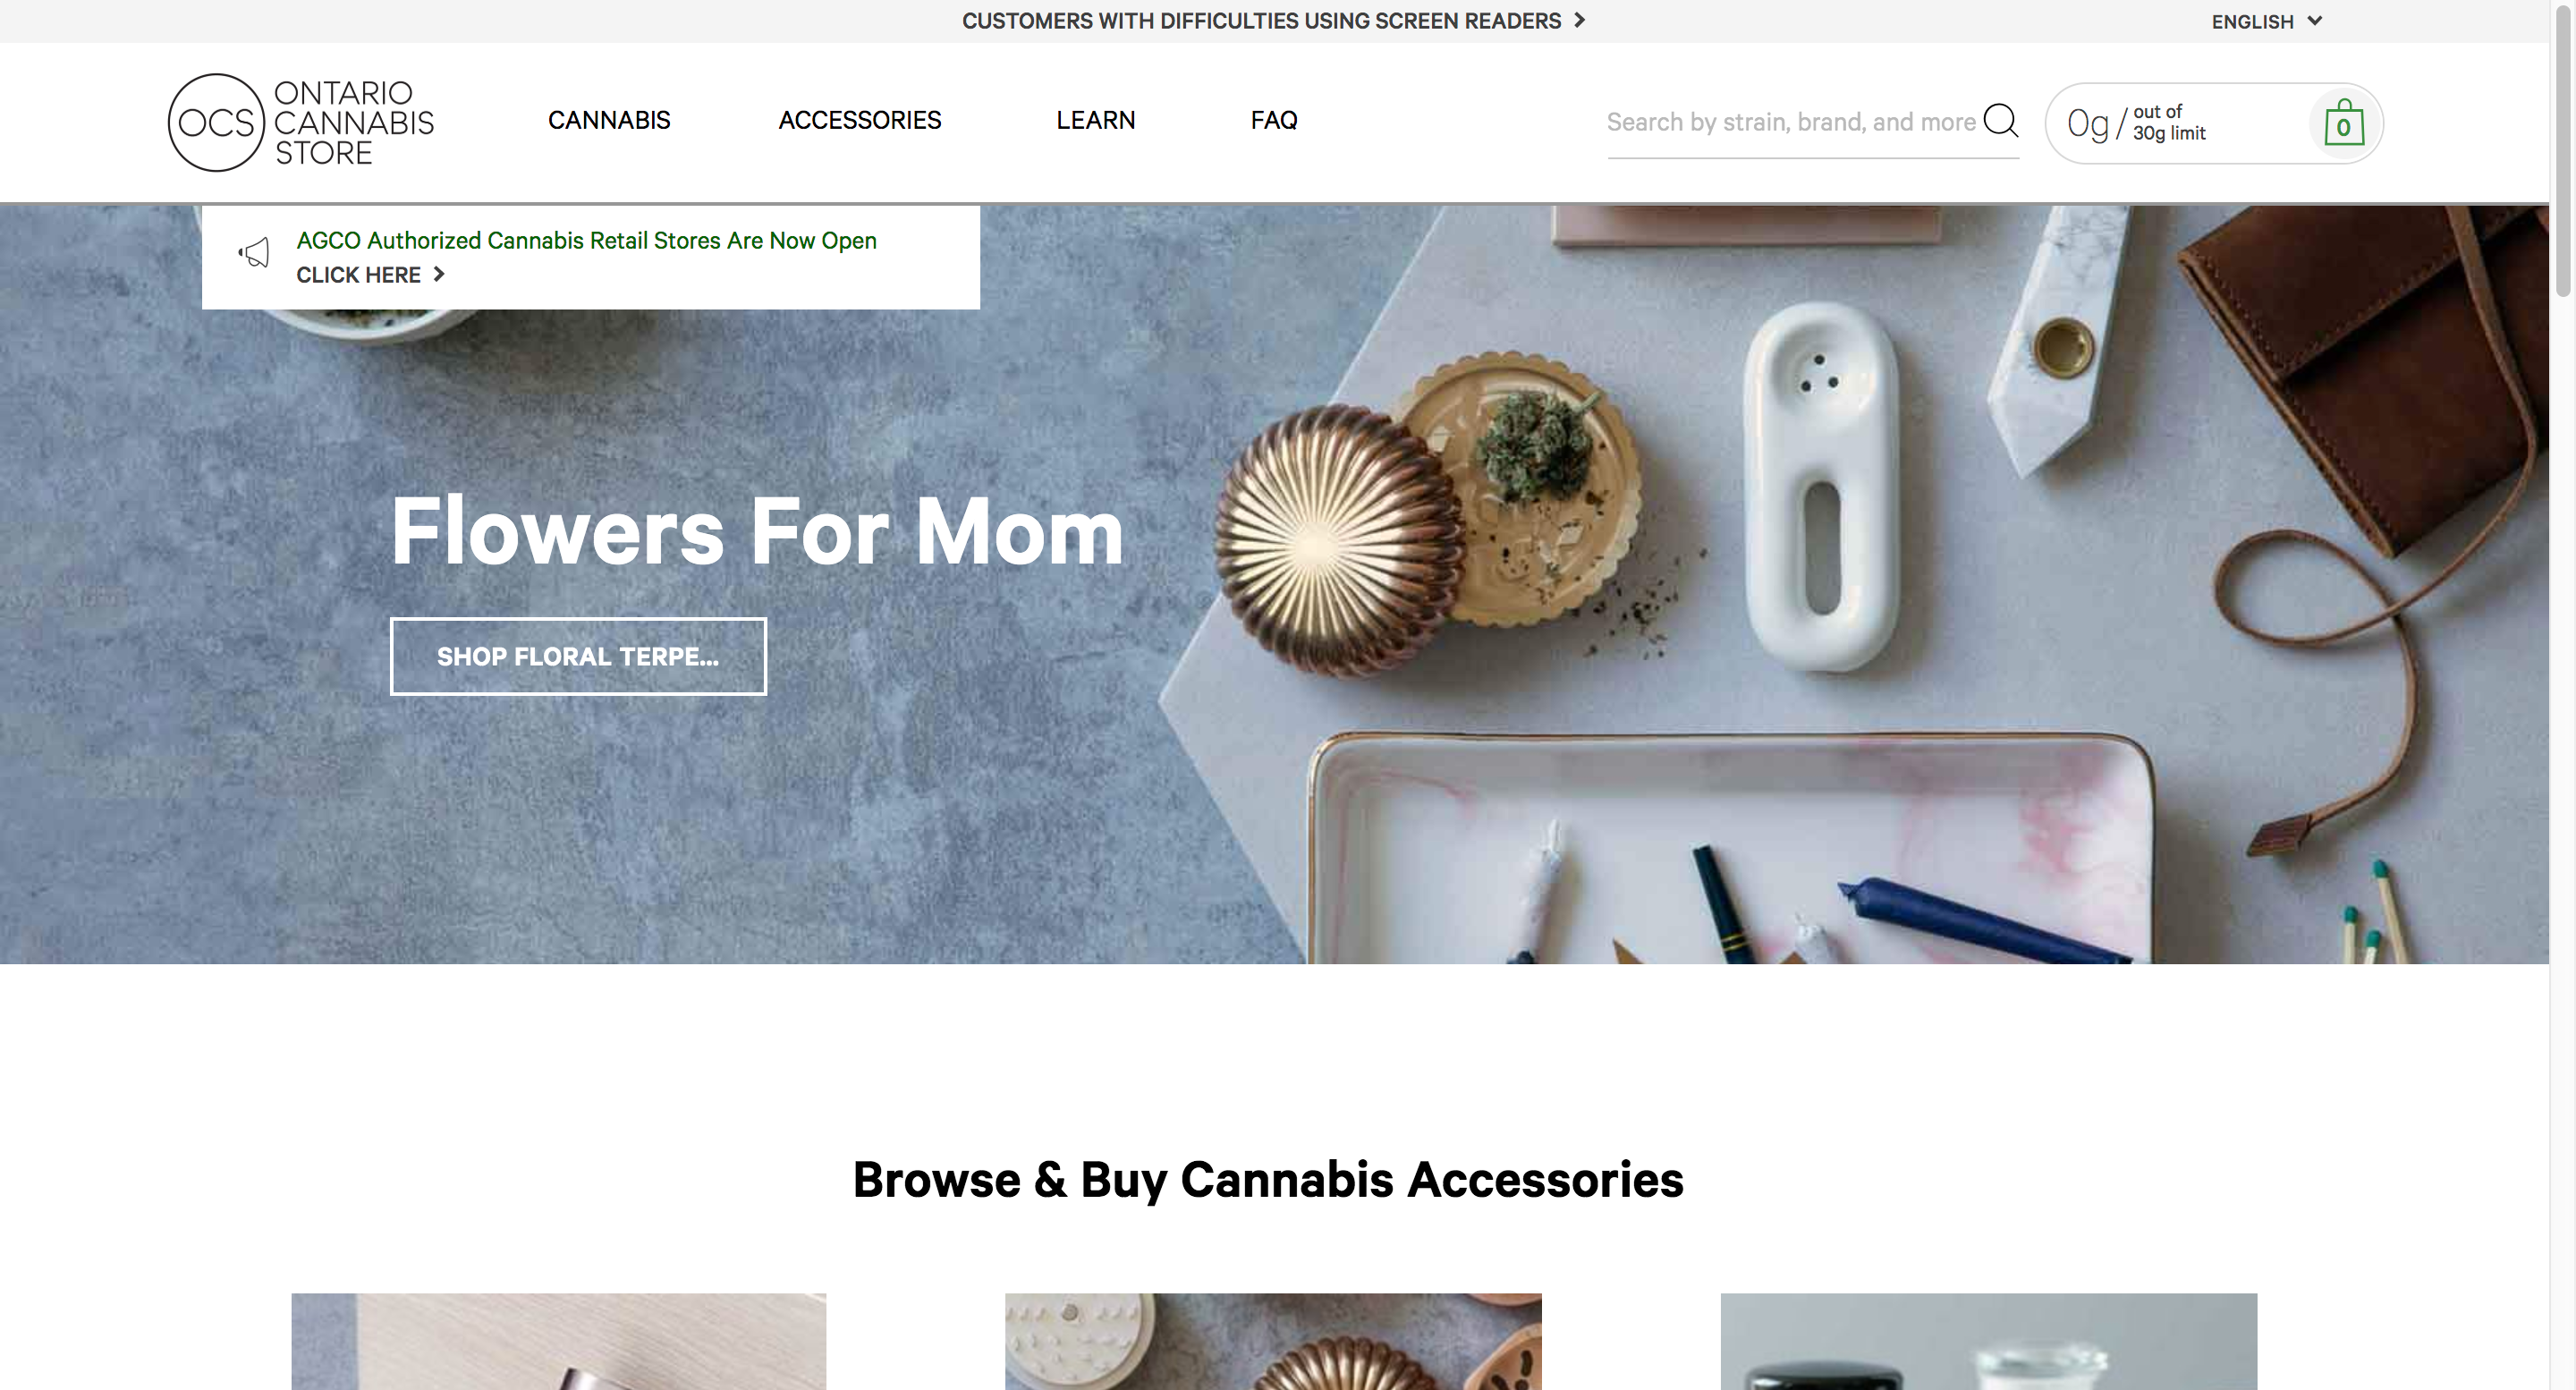 CUSTOMERS WITH DIFFICULTIES USING SCREEN READERS
ENGLISH
OCS
ONTARIO
CANNABIS
STORE
CANNABIS
ACCESSORIES
LEARN
FAQ
Search by strain, brand, and more
0g/
out of
30g limit
0
AGCO Authorized Cannabis Retail Stores Are Now Open
CLICK HERE
Flowers For Mom
SHOP FLORAL TERPE...
Browse & Buy Cannabis Accessories